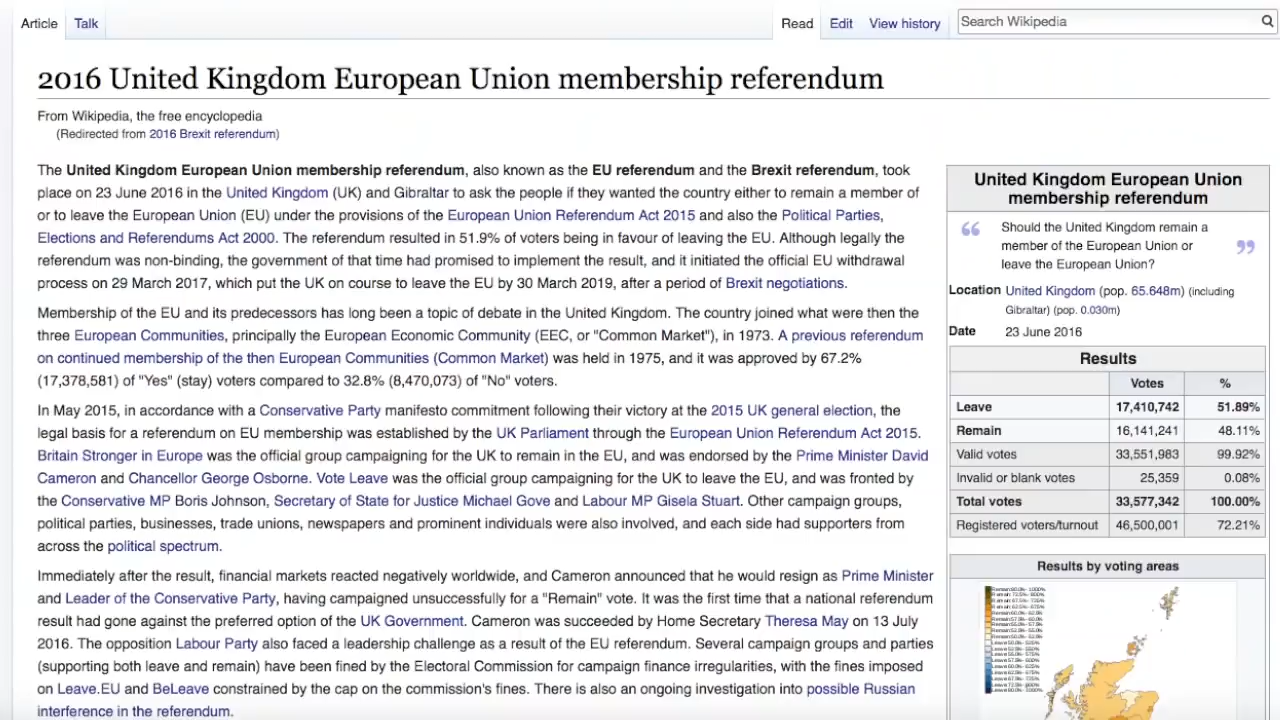 Article Talk Read Edit View history Search Wikipedia
2016 United Kingdom European Union membership referendum
From Wikipedia, the free encyclopedia
(Redirected from 2016 Brexit referendum)
The United Kingdom European Union membership referendum, also known as the EU referendum and the Brexit referendum, took
place on 23 June 2016 in the United Kingdom (UK) and Gibraltar to ask the people if they wanted the country either to remain a member of
or to leave the European Union (EU) under the provisions of the European Union Referendum Act 2015 and also the Political Parties,
Elections and Referendums Act 2000. The referendum resulted in 51.9% of voters being in favour of leaving the EU. Although legally the
referendum was non-binding, the government of that time had promised to implement the result, and it initiated the official EU withdrawal
process on 29 March 2017, which put the UK on course to leave the EU by 30 March 2019, after a period of Brexit negotiations.
Membership of the EU and its predecessors has long been a topic of debate in the United Kingdom. The country joined what were then the
three European Communities, principally the European Economic Community (EEC, or "Common Market"), in 1973. A previous referendum
on continued membership of the then European Communities (Common Market) was held in 1975, and it was approved by 67.2%
(17,378,581) of "Yes" (stay) voters compared to 32.8% (8,470,073) of "No" voters.
In May 2015, in accordance with a Conservative Party manifesto commitment following their victory at the 2015 UK general election, the
legal basis for a referendum on EU membership was established by the UK Parliament through the European Union Referendum Act 2015.
Britain Stronger in Europe was the official group campaigning for the UK to remain in the EU, and was endorsed by the Prime Minister David
Cameron and Chancellor George Osborne. Vote Leave was the official group campaigning for the UK to leave the EU, and was fronted by
the Conservative MP Boris Johnson, Secretary of State for Justice Michael Gove and Labour MP Gisela Stuart. Other campaign groups,
political parties, businesses, trade unions, newspapers and prominent individuals were also involved, and each side had supporters from
across the political spectrum.
Immediately after the result, financial markets reacted negatively worldwide, and Cameron announced that he would resign as Prime Minister
and Leader of the Conservative Party, having campaigned unsuccessfully for a "Remain" vote. It was the first time that a national referendum
result had gone against the preferred option of the UK Government. Cameron was succeeded by Home Secretary Theresa May on 13 July
2016. The opposition Labour Party also faced a leadership challenge as a result of the EU referendum. Several campaign groups and parties
(supporting both leave and remain) have been fined by the Electoral Commission for campaign finance irregularities, with the fines imposed
on Leave.EU and BeLeave constrained by the cap on the commission's fines. There is also an ongoing investigation into possible Russian
interference in the referendum.
United Kingdom European Union
membership referendum
“ Should the United Kingdom remain a
member of the European Union or ”
leave the European Union?
Location United Kingdom (pop. 65.648m) (including
Gibraltar) (pop. 0.030m)
Date 23 June 2016
Results
Votes %
Leave 17,410,742 51.89%
Remain 16,141,241 48.11%
Valid votes 33,551,983 99.92%
Invalid or blank votes 25,359 0.08%
Total votes 33,577,342 100.00%
Registered voters/turnout 46,500,001 72.21%
Results by voting areas